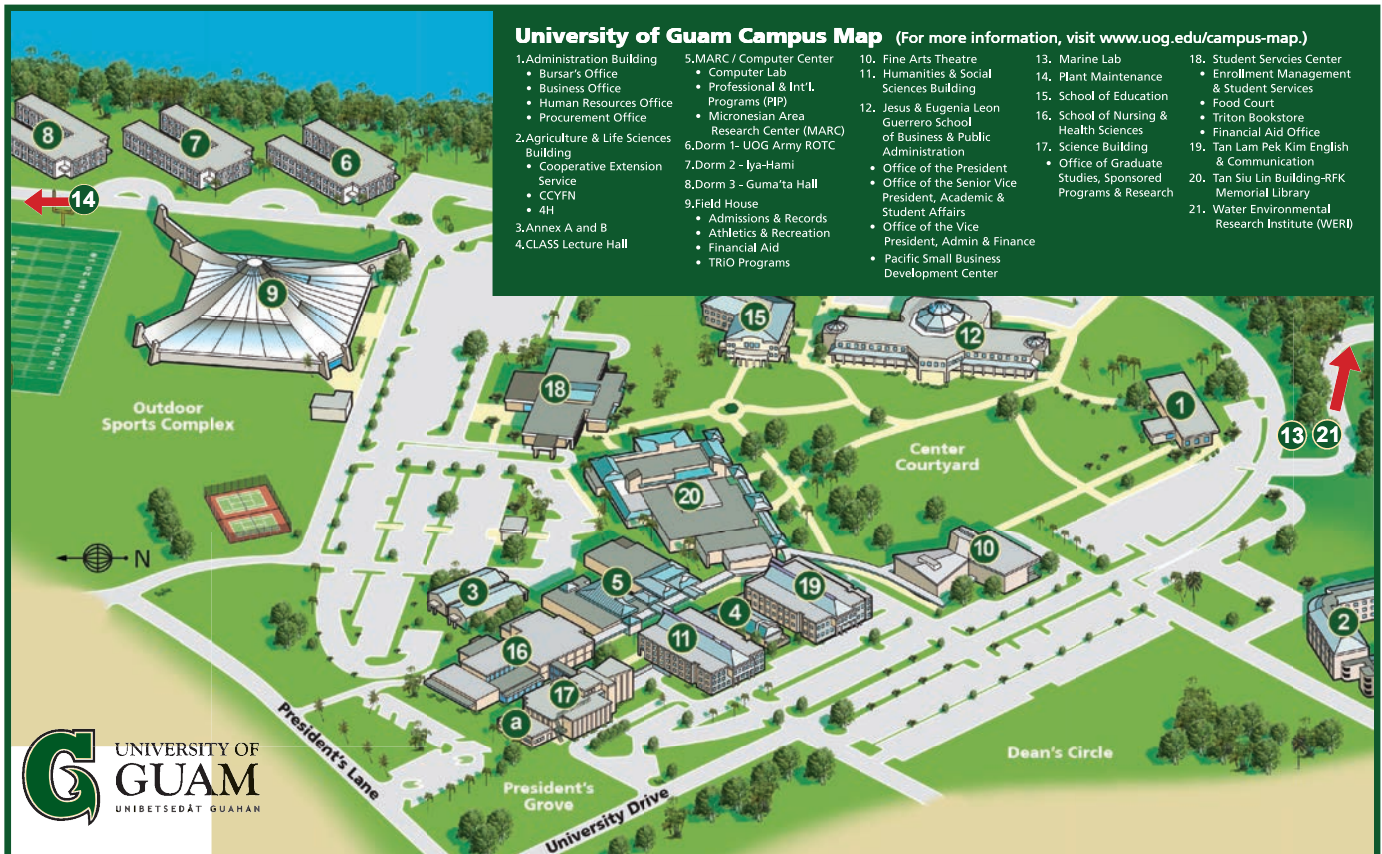 University of Guam Campus Map (For more information, visit www.uog.edu/campus-map.)
1.Administration Building
• Bursar's Office
• Business Office
• Human Resources Office
• Procurement Office
2.Agriculture & Life Sciences
Building
• Cooperative Extension
Service
• CCYFN
• 4H
3.Annex A and B
4.CLASS Lecture Hall
5.MARC / Computer Center
• Computer Lab
• Professional & Int'l.
Programs (PIP)
• Micronesian Area
Research Center (MARC)
6.Dorm 1- UOG Army ROTC
7.Dorm 2 - Iya-Hami
8.Dorm 3 - Guma'ta Hall
9.Field House
• Admissions & Records
• Athletics & Recreation
• Financial Aid
• TRiO Programs
10. Fine Arts Theatre
11. Humanities & Social
Sciences Building
12. Jesus & Eugenia Leon
Guerrero School
of Business & Public
Administration
• Office of the President
• Office of the Senior Vice
President, Academic &
Student Affairs
• Office of the Vice
President, Admin & Finance
• Pacific Small Business
Development Center
13. Marine Lab
14. Plant Maintenance
15. School of Education
16. School of Nursing &
Health Sciences
17. Science Building
• Office of Graduate
Studies, Sponsored
Programs & Research
18. Student Servcies Center
• Enrollment Management
& Student Services
• Food Court
• Triton Bookstore
• Financial Aid Office
19. Tan Lam Pek Kim English
& Communication
20. Tan Siu Lin Building-RFK
Memorial Library
21. Water Environmental
Research Institute (WERI)
8
7
6
14
9
15
12
18
1
Outdoor
Sports Complex
13
21
Center
Courtyard
20
10
N
3
5
19
4
2
11
16
17
a
President's Lane
UNIVERSITY OF
GUAM
UNIBETSEDÅT GUAHAN
President's
Grove
University Drive
Dean's Circle